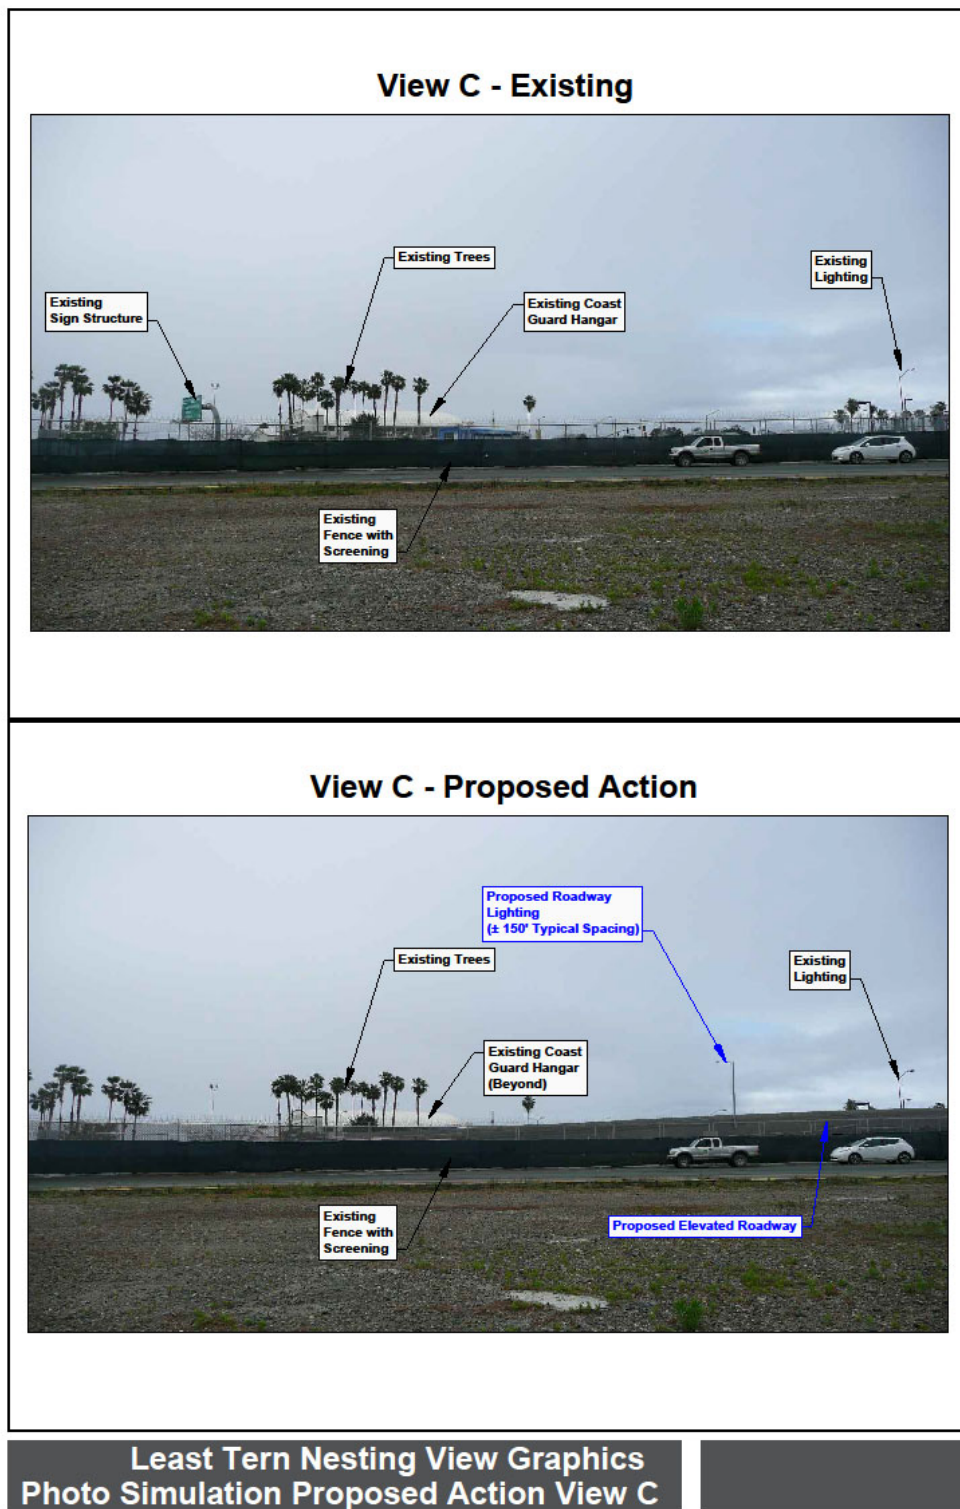 View C - Existing
Existing Trees
Existing
Lighting
Existing
Sign Structure
Existing Coast
Guard Hangar
Existing
Fence with
Screening
View C - Proposed Action
Proposed Roadway
Lighting
(± 150' Typical Spacing)
Existing Trees
Existing
Lighting
Existing Coast
Guard Hangar
(Beyond)
Existing
Fence with
Screening
Proposed Elevated Roadway
Least Tern Nesting View Graphics
Photo Simulation Proposed Action View C